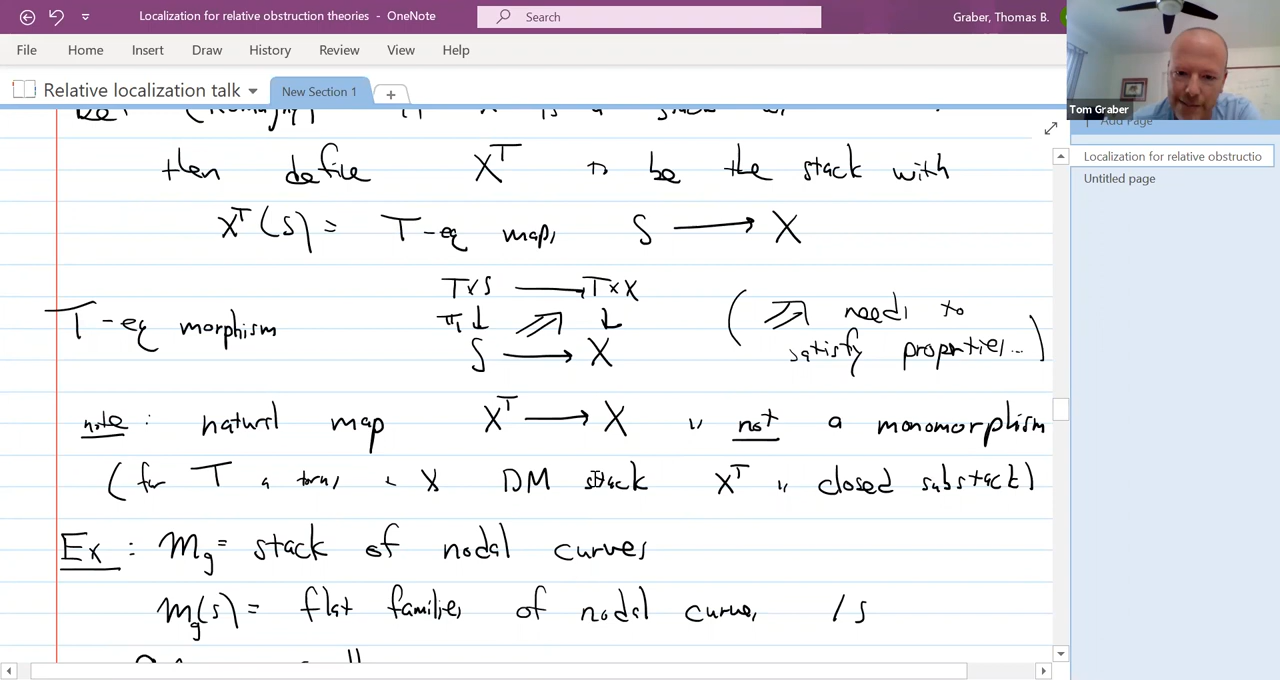 Localization for relative obstruction theories - OneNote
Search
Graber, Thomas B.
File Home Insert Draw History Review View Help
Relative localization talk
New Section 1
Tom Graber
Add Page
Localization for relative obstructio
Untitled page
then define X^T to be the stack with
X^T(S) = T-eq maps S → X
T×S → T×X
T-eq morphism π ↓ ⇗ ↓ ( ⇗ needs to
S → X satisfy properties... )
note : natural map X^T → X is not a monomorphism
(for T a torus, + X DM stack X^T is closed substack)
Ex : M_g = stack of nodal curves
M_g(S) = flat families of nodal curves /S